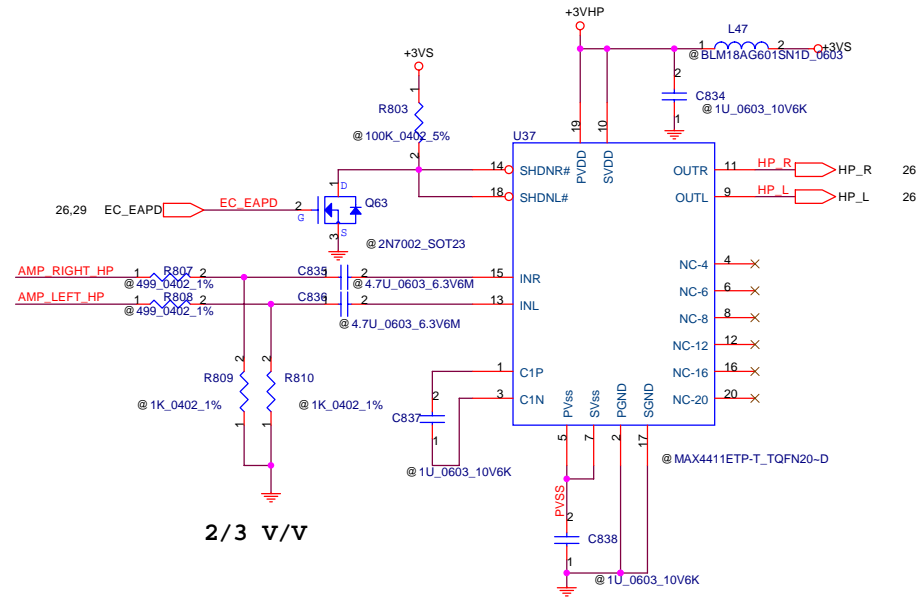 +3VHP
L47
1 2
+3VS
@BLM18AG601SN1D_0603
+3VS
2
C834
@1U_0603_10V6K
1
1
R803
@100K_0402_5%
2
U37
19
10
PVDD
SVDD
14
SHDNR#
18
SHDNL#
OUTR
11
HP_R
HP_R
26
OUTL
9
HP_L
HP_L
26
1
D
Q63
26,29
EC_EAPD
EC_EAPD
2
G
3
S
@2N7002_SOT23
AMP_RIGHT_HP
1
R807
2
@499_0402_1%
C835
1
2
@4.7U_0603_6.3V6M
15
INR
AMP_LEFT_HP
1
R808
2
@499_0402_1%
C836
1
2
@4.7U_0603_6.3V6M
13
INL
NC-4
4
NC-6
6
NC-8
8
NC-12
12
NC-16
16
NC-20
20
2
R809
@1K_0402_1%
1
2
R810
@1K_0402_1%
1
1
C1P
3
C1N
2
C837
1
@1U_0603_10V6K
PVss
SVss
PGND
SGND
5
7
2
17
@MAX4411ETP-T_TQFN20~D
PVSS
2
C838
1
@1U_0603_10V6K
2/3 V/V